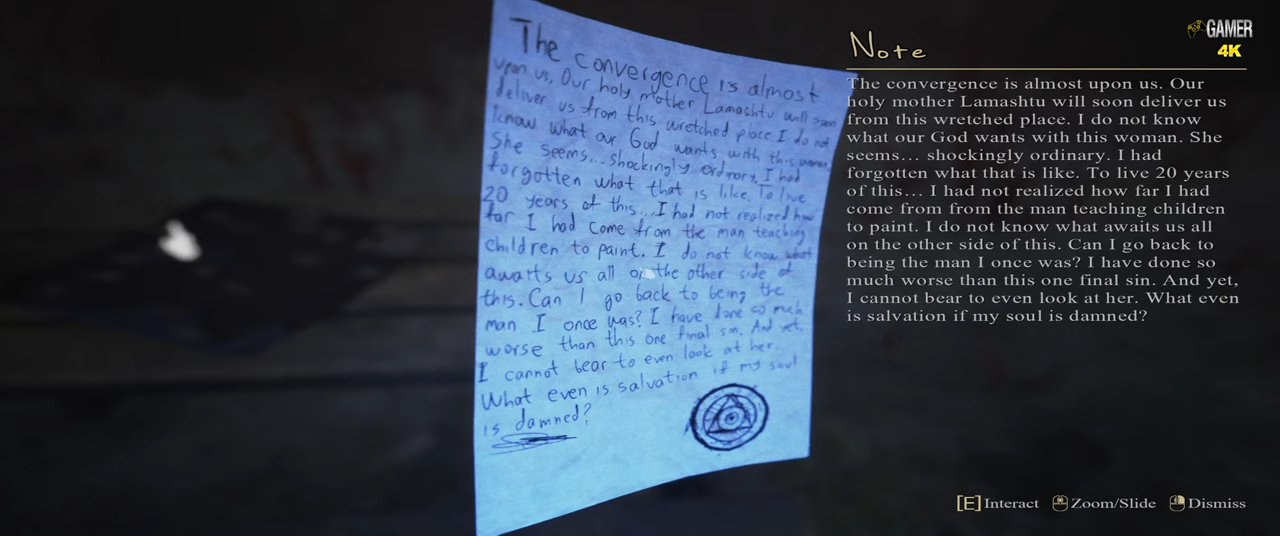 The convergence is almost
upon us. Our holy mother Lamashtu will soon
deliver us from this wretched place. I do not
know what our God wants with this woman.
She seems... shockingly ordinary. I had
forgotten what that is like. To live
20 years of this... I had not realized how
far I had come from the man teaching
children to paint. I do not know what
awaits us all on the other side of
this. Can I go back to being the
man I once was? I have done so much
worse than this one final sin. And yet,
I cannot bear to even look at her.
What even is salvation if my soul
is damned?
GAMER
4K
Note
The convergence is almost upon us. Our
holy mother Lamashtu will soon deliver us
from this wretched place. I do not know
what our God wants with this woman. She
seems… shockingly ordinary. I had
forgotten what that is like. To live 20 years
of this… I had not realized how far I had
come from from the man teaching children
to paint. I do not know what awaits us all
on the other side of this. Can I go back to
being the man I once was? I have done so
much worse than this one final sin. And yet,
I cannot bear to even look at her. What even
is salvation if my soul is damned?
[E] Interact Zoom/Slide Dismiss